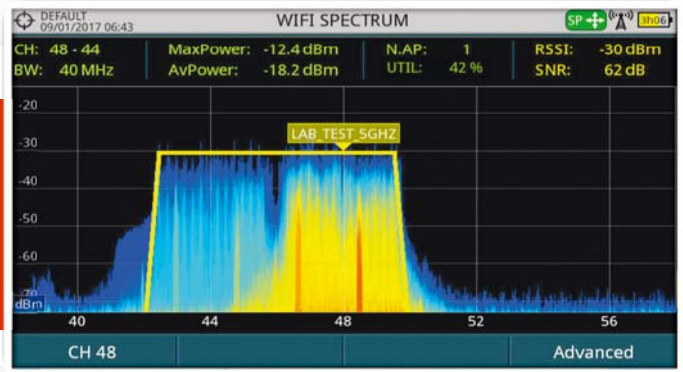 DEFAULT
09/01/2017 06:43
WIFI SPECTRUM
SP
3h06
CH: 48 - 44
MaxPower: -12.4 dBm
N.AP: 1
RSSI: -30 dBm
BW: 40 MHz
AvPower: -18.2 dBm
UTIL: 42 %
SNR: 62 dB
-20
-30
LAB_TEST_5GHZ
-40
-50
-60
-70
dBm
40 44 48 52 56
CH 48
Advanced